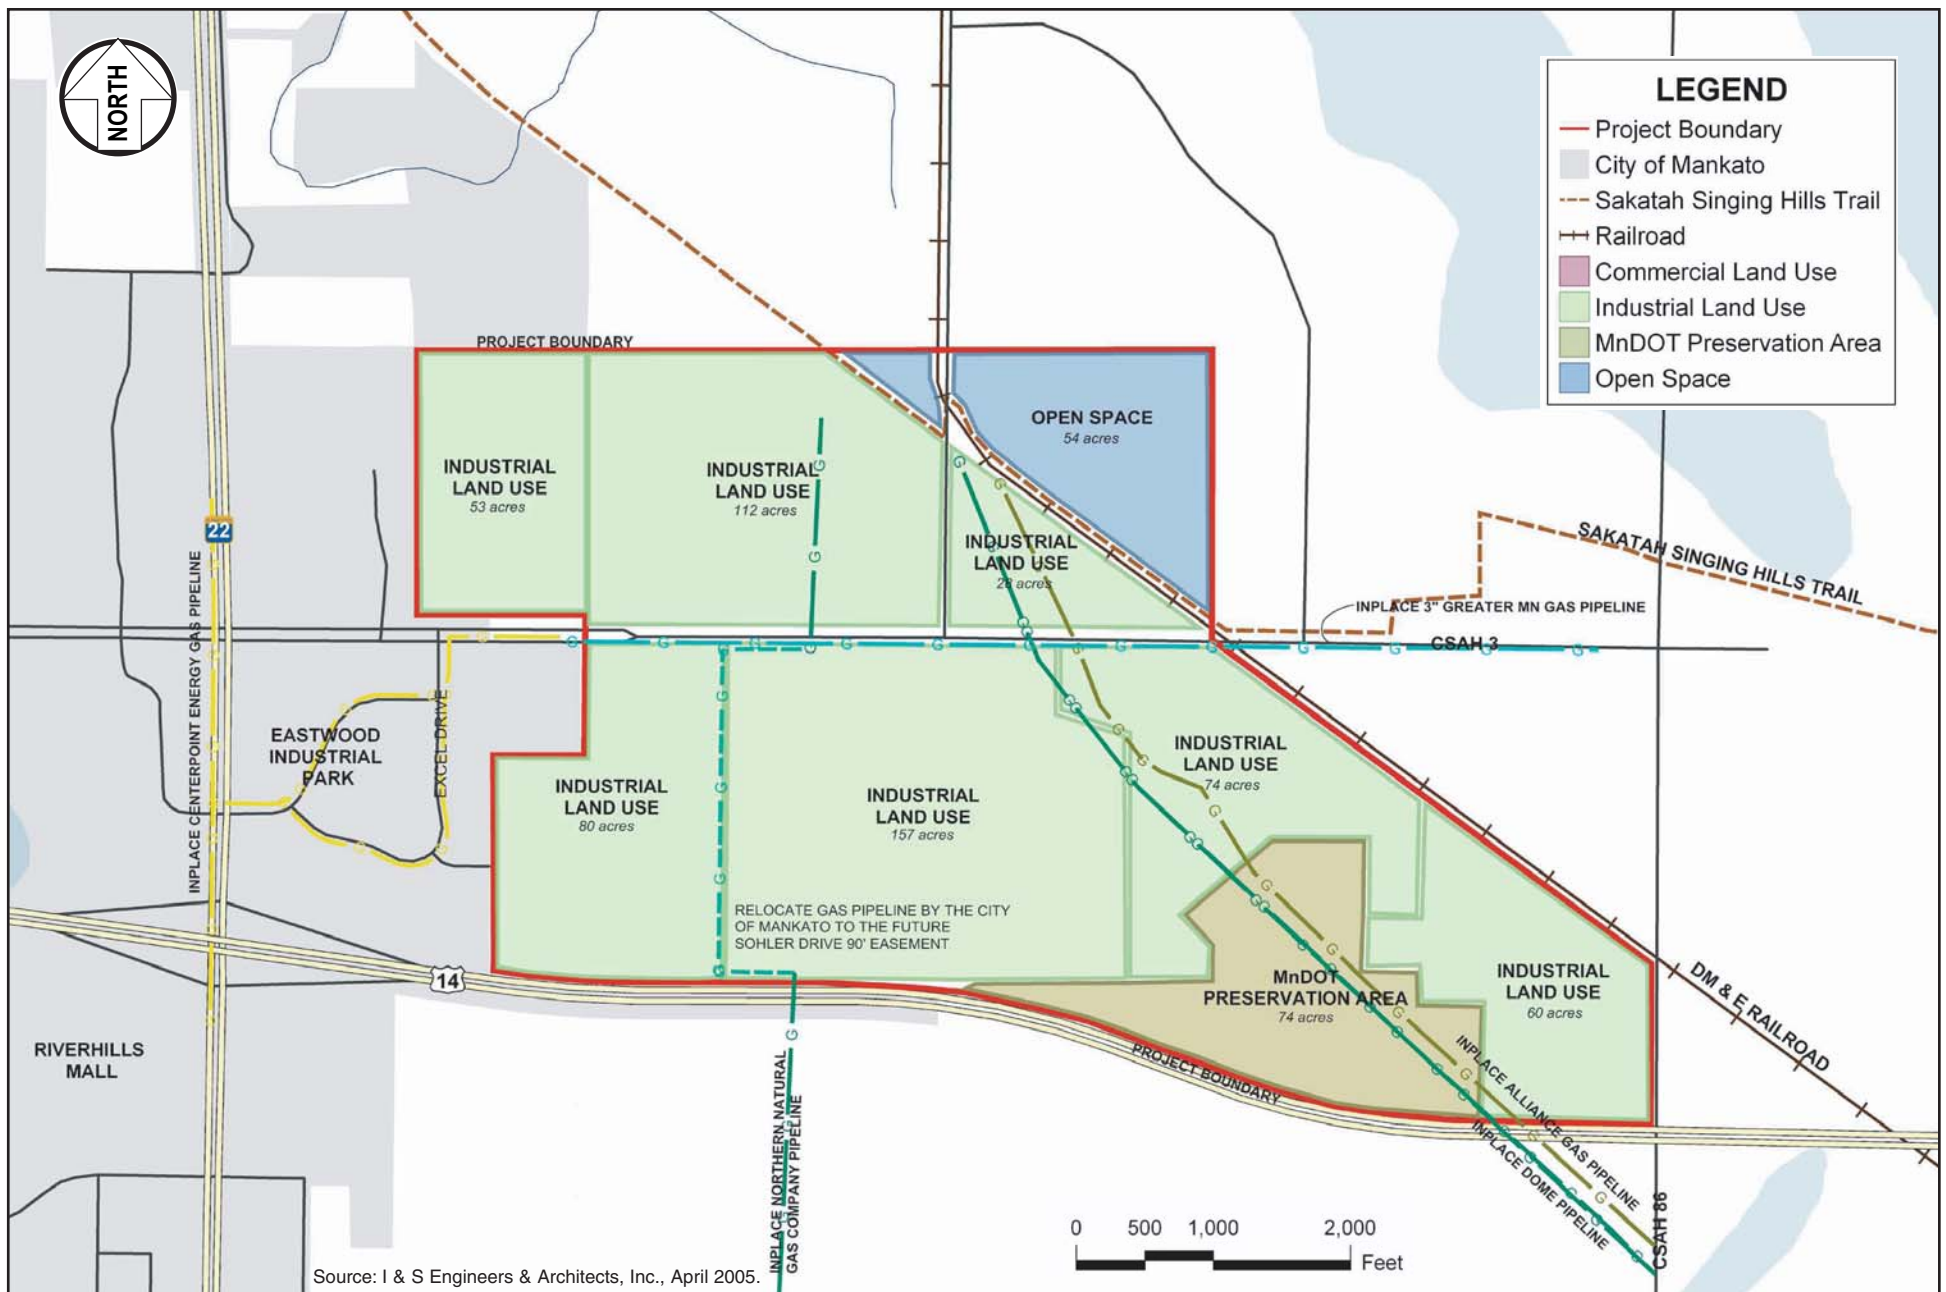 NORTH
LEGEND
Project Boundary
City of Mankato
Sakatah Singing Hills Trail
Railroad
Commercial Land Use
Industrial Land Use
MnDOT Preservation Area
Open Space
PROJECT BOUNDARY
OPEN SPACE
54 acres
INDUSTRIAL
LAND USE
53 acres
INDUSTRIAL
LAND USE
112 acres
INDUSTRIAL
LAND USE
28 acres
22
SAKATAH SINGING HILLS TRAIL
INPLACE 3" GREATER MN GAS PIPELINE
CSAH 3
INPLACE CENTERPOINT ENERGY GAS PIPELINE
EXCEL DRIVE
EASTWOOD
INDUSTRIAL
PARK
INDUSTRIAL
LAND USE
80 acres
INDUSTRIAL
LAND USE
157 acres
INDUSTRIAL
LAND USE
74 acres
RELOCATE GAS PIPELINE BY THE CITY
OF MANKATO TO THE FUTURE
SOHLER DRIVE 90' EASEMENT
14
MnDOT
PRESERVATION AREA
74 acres
INDUSTRIAL
LAND USE
60 acres
DM & E RAILROAD
RIVERHILLS
MALL
PROJECT BOUNDARY
INPLACE ALLIANCE GAS PIPELINE
INPLACE DOME PIPELINE
INPLACE NORTHERN NATURAL
GAS COMPANY PIPELINE
CSAH 86
0 500 1,000 2,000
Feet
Source: I & S Engineers & Architects, Inc., April 2005.